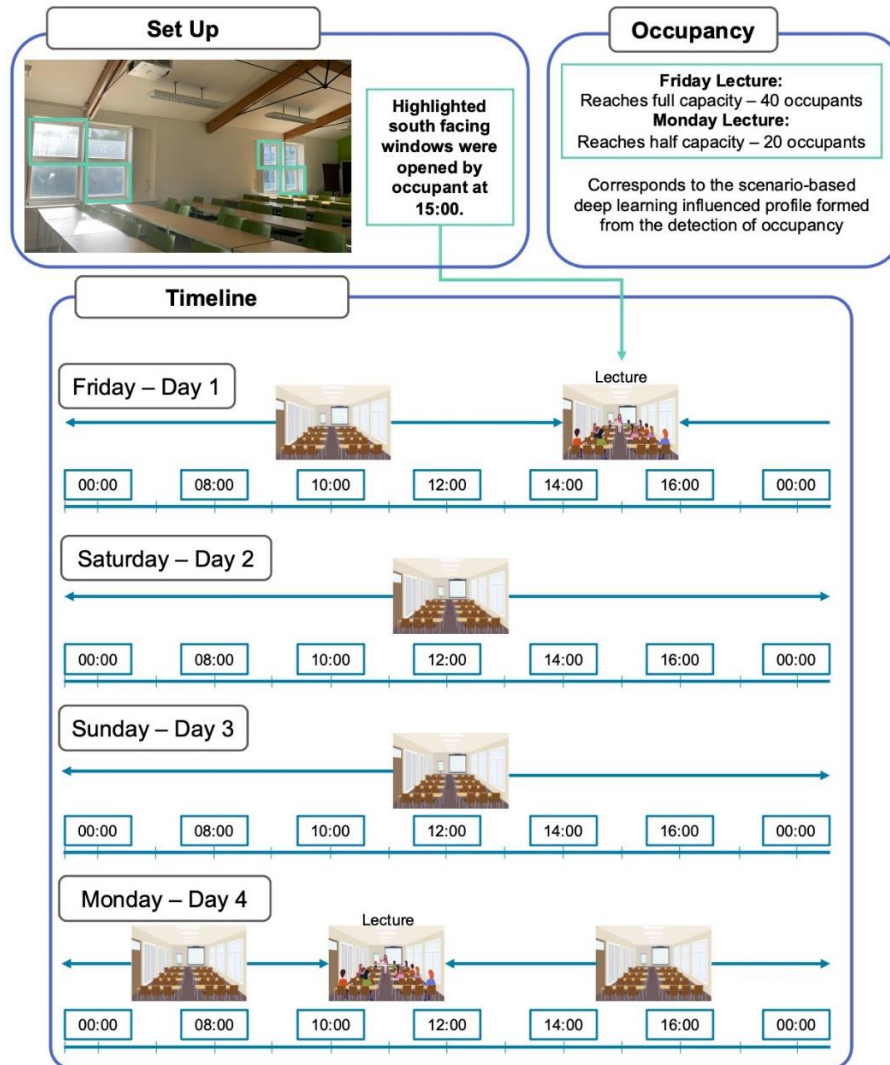 Set Up
Highlighted
south facing
windows were
opened by
occupant at
15:00.
Occupancy
Friday Lecture:
Reaches full capacity – 40 occupants
Monday Lecture:
Reaches half capacity – 20 occupants
Corresponds to the scenario-based
deep learning influenced profile formed
from the detection of occupancy
Timeline
Friday – Day 1
Lecture
00:00 08:00 10:00 12:00 14:00 16:00 00:00
Saturday – Day 2
00:00 08:00 10:00 12:00 14:00 16:00 00:00
Sunday – Day 3
00:00 08:00 10:00 12:00 14:00 16:00 00:00
Monday – Day 4
Lecture
00:00 08:00 10:00 12:00 14:00 16:00 00:00